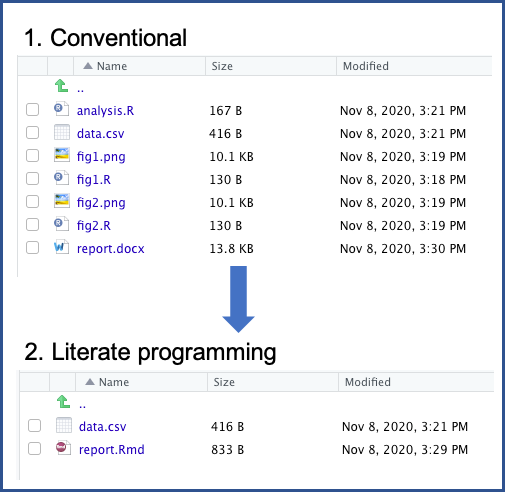 1. Conventional
Name Size Modified
..
analysis.R 167 B Nov 8, 2020, 3:21 PM
data.csv 416 B Nov 8, 2020, 3:21 PM
fig1.png 10.1 KB Nov 8, 2020, 3:19 PM
fig1.R 130 B Nov 8, 2020, 3:18 PM
fig2.png 10.1 KB Nov 8, 2020, 3:19 PM
fig2.R 130 B Nov 8, 2020, 3:19 PM
report.docx 13.8 KB Nov 8, 2020, 3:30 PM
2. Literate programming
Name Size Modified
..
data.csv 416 B Nov 8, 2020, 3:21 PM
report.Rmd 833 B Nov 8, 2020, 3:29 PM